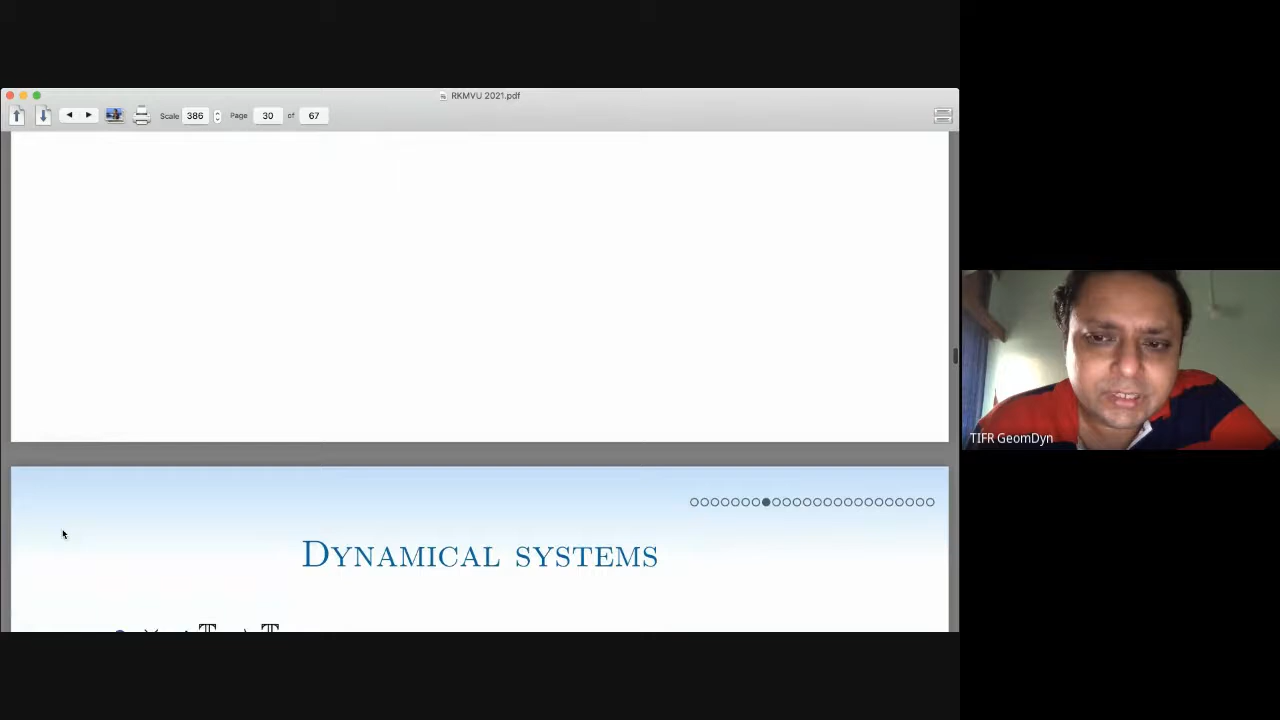 RKMVU 2021.pdf
Scale 386 Page 30 of 67
DYNAMICAL SYSTEMS
TIFR GeomDyn